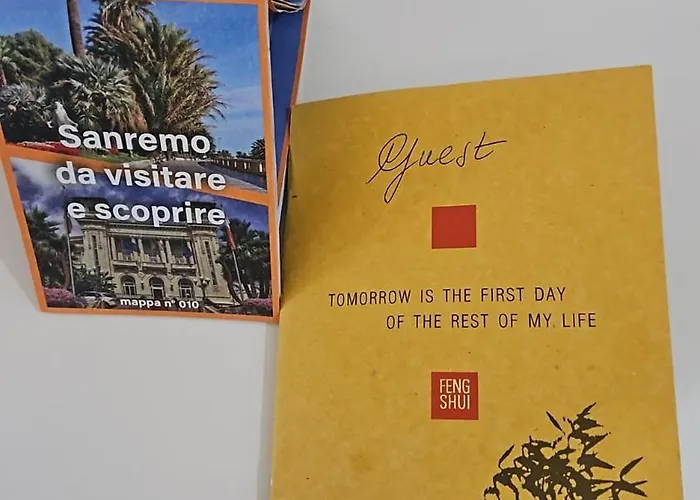 Sanremo
da visitare
e scoprire
mappa n° 010
Guest
TOMORROW IS THE FIRST DAY
OF THE REST OF MY LIFE
FENG
SHUI